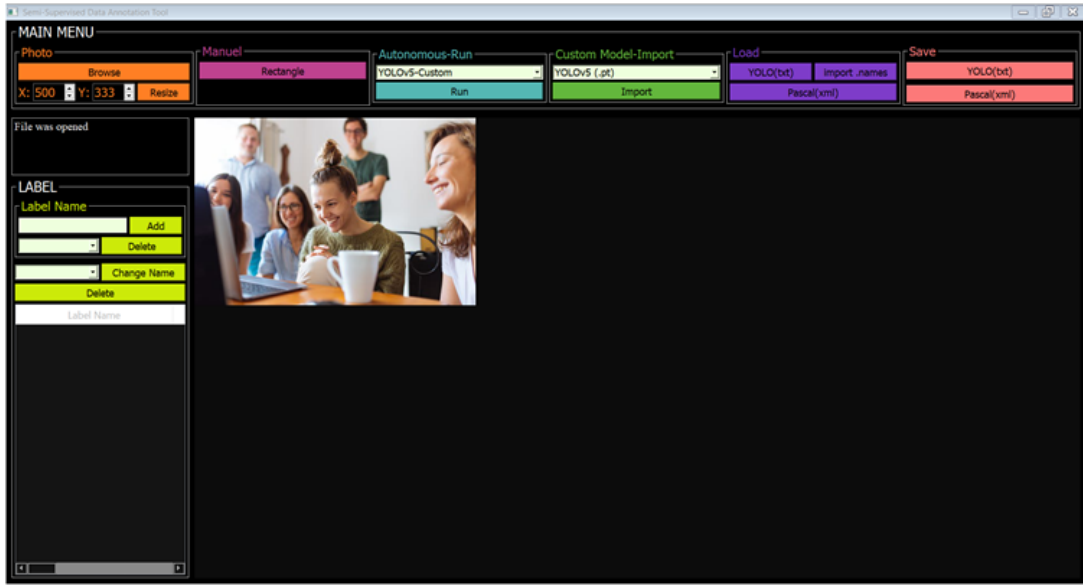 Semi-Supervised Data Annotation Tool
MAIN MENU
Photo
Browse
X: 500 Y: 333 Resize
Manuel
Rectangle
Autonomous-Run
YOLOv5-Custom
Run
Custom Model-Import
YOLOv5 (.pt)
Import
Load
YOLO(txt) import .names
Pascal(xml)
Save
YOLO(txt)
Pascal(xml)
File was opened
LABEL
Label Name
Add
Delete
Change Name
Delete
Label Name